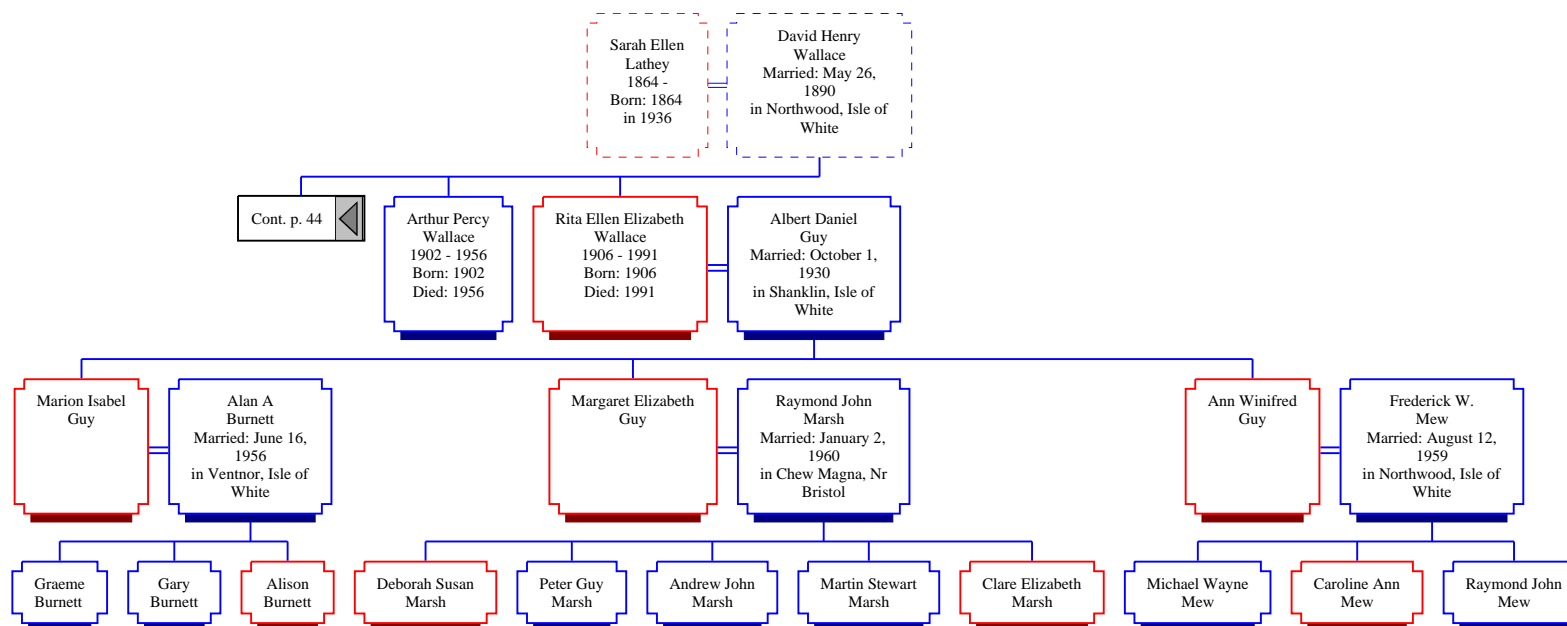 Sarah Ellen
Lathey
1864 -
Born: 1864
in 1936
David Henry
Wallace
Married: May 26,
1890
in Northwood, Isle of
White
Cont. p. 44
Arthur Percy
Wallace
1902 - 1956
Born: 1902
Died: 1956
Rita Ellen Elizabeth
Wallace
1906 - 1991
Born: 1906
Died: 1991
Albert Daniel
Guy
Married: October 1,
1930
in Shanklin, Isle of
White
Marion Isabel
Guy
Alan A
Burnett
Married: June 16,
1956
in Ventnor, Isle of
White
Margaret Elizabeth
Guy
Raymond John
Marsh
Married: January 2,
1960
in Chew Magna, Nr
Bristol
Ann Winifred
Guy
Frederick W.
Mew
Married: August 12,
1959
in Northwood, Isle of
White
Graeme
Burnett
Gary
Burnett
Alison
Burnett
Deborah Susan
Marsh
Peter Guy
Marsh
Andrew John
Marsh
Martin Stewart
Marsh
Clare Elizabeth
Marsh
Michael Wayne
Mew
Caroline Ann
Mew
Raymond John
Mew